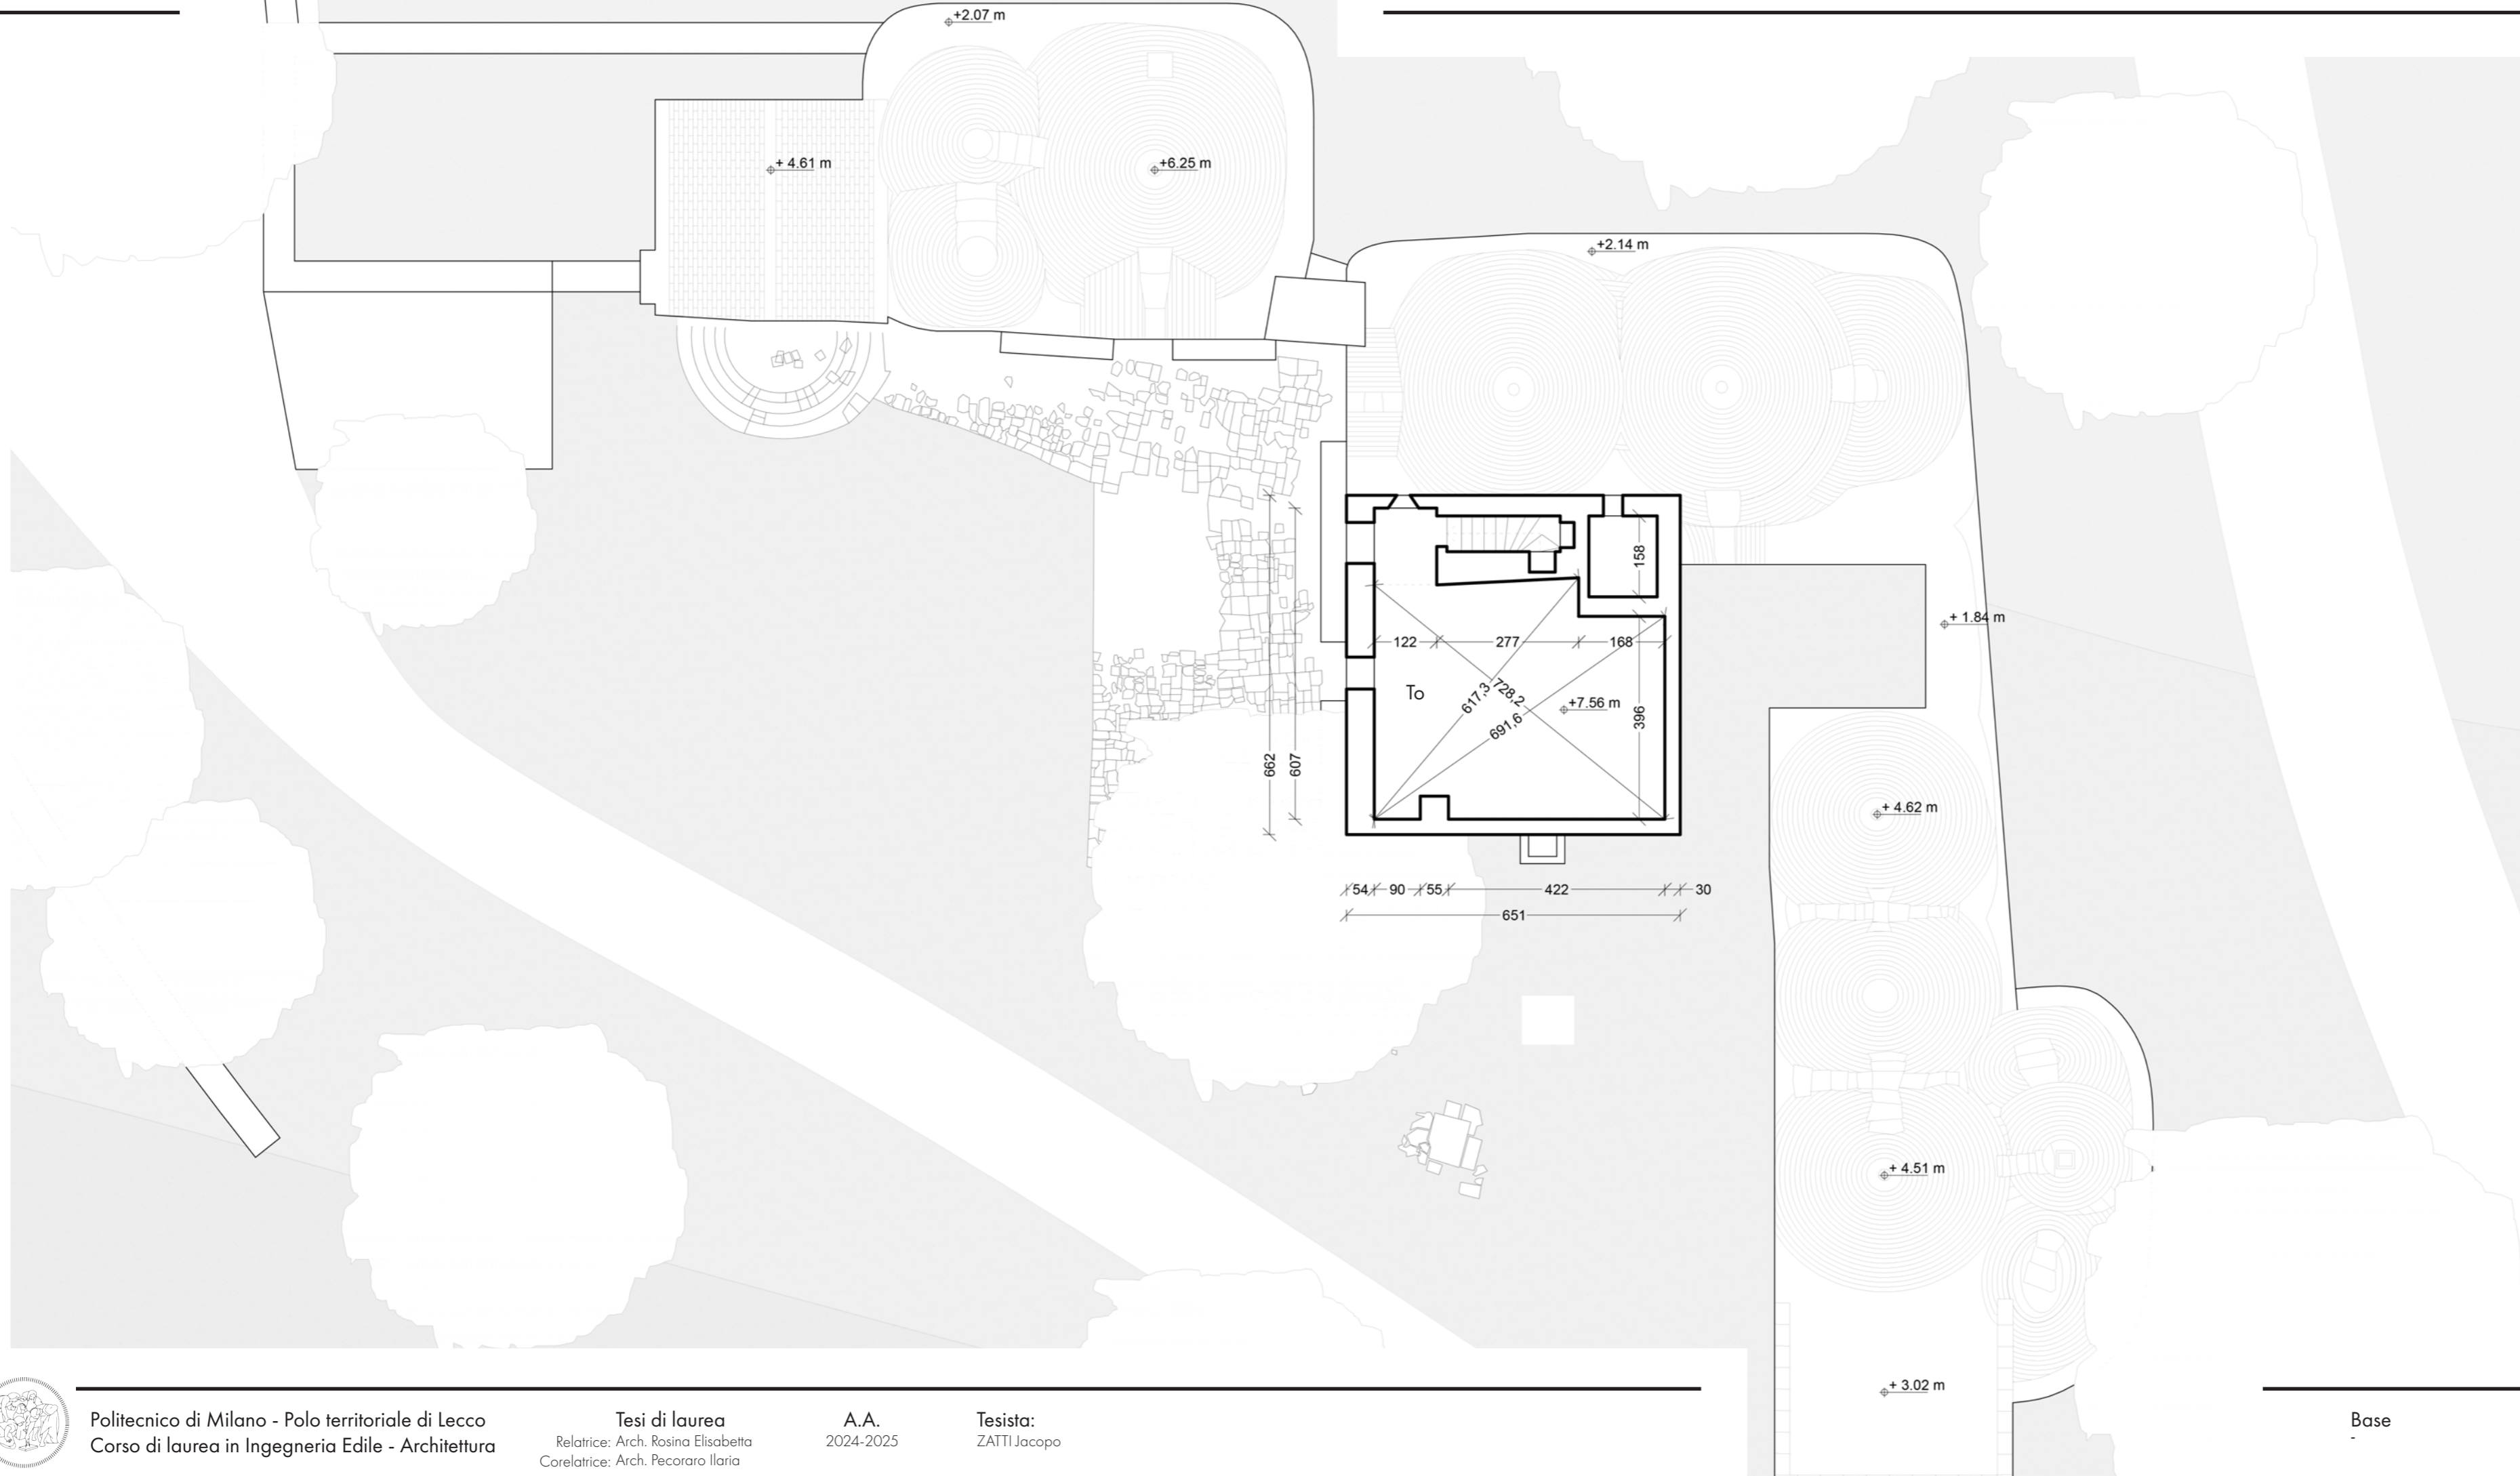 +2.07 m
+ 4.61 m
+6.25 m
+2.14 m
158
+ 1.84 m
122
277
168
To
617,3
728,2
691,6
+7.56 m
396
662
607
+ 4.62 m
54
90
55
422
30
651
+ 4.51 m
+ 3.02 m
Politecnico di Milano - Polo territoriale di Lecco
Corso di laurea in Ingegneria Edile - Architettura
Tesi di laurea
Relatrice: Arch. Rosina Elisabetta
Corelatrice: Arch. Pecoraro Ilaria
A.A.
2024-2025
Tesista:
ZATTI Jacopo
Base
-